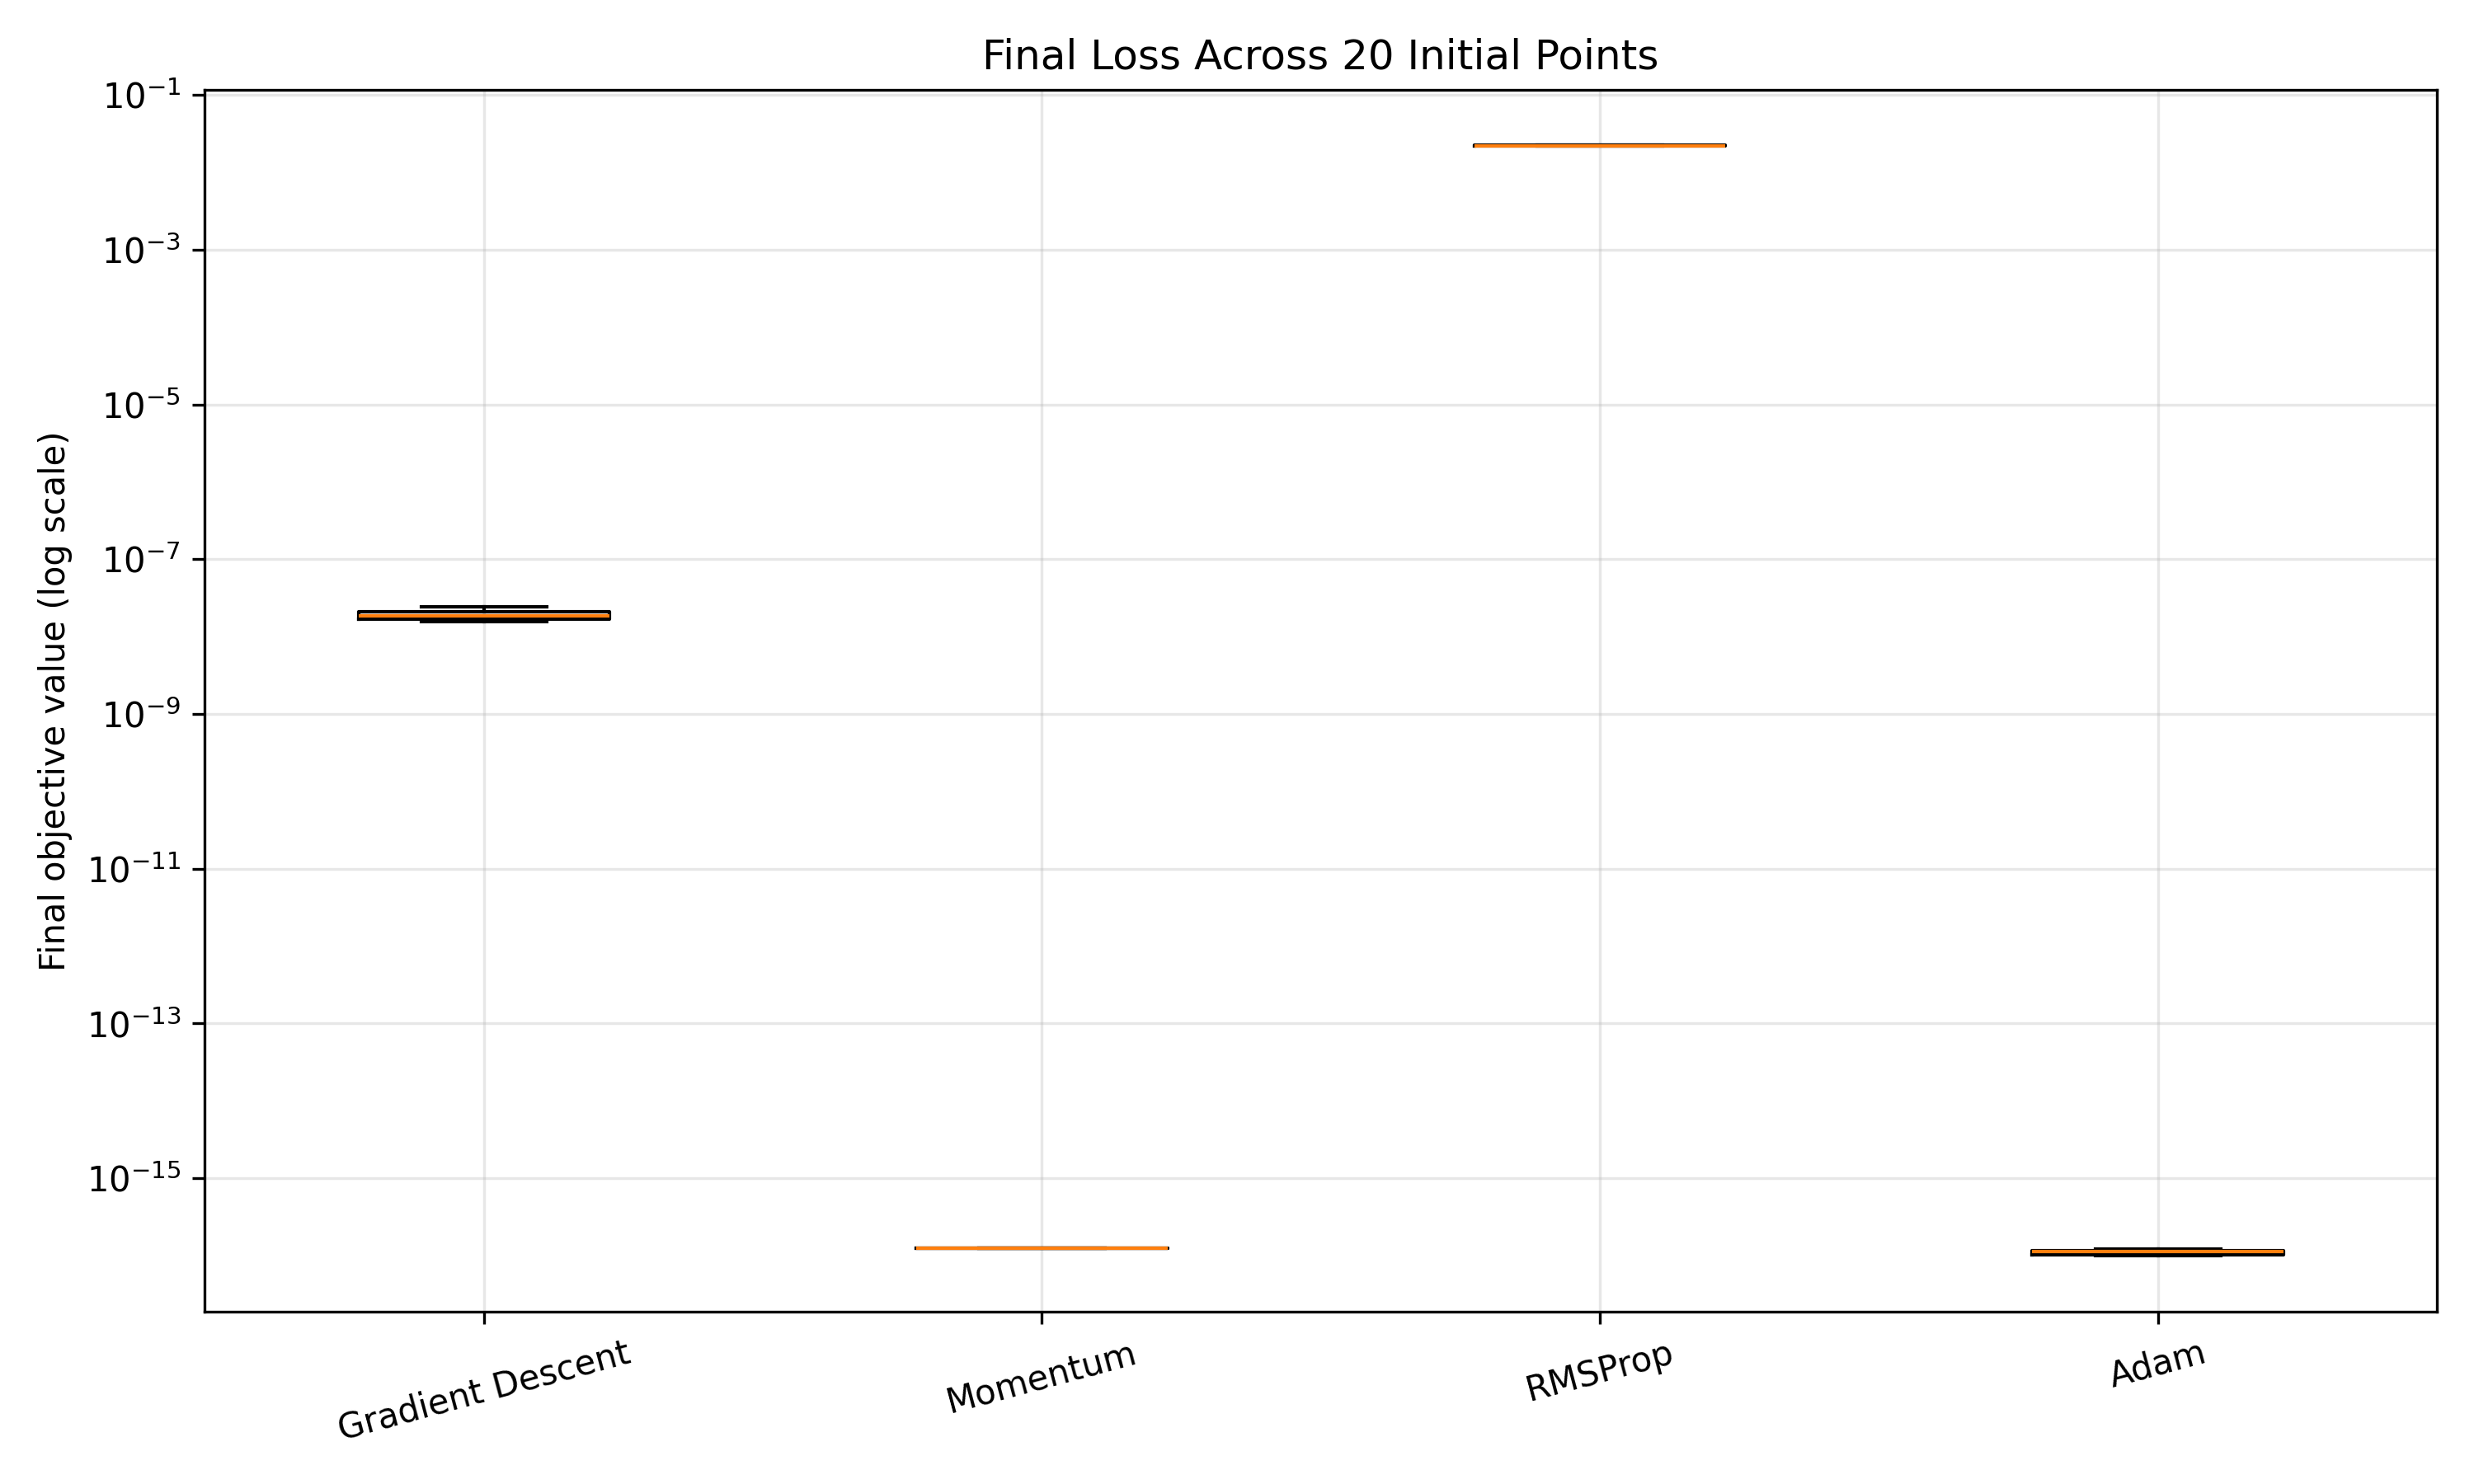 Final Loss Across 20 Initial Points
Final objective value (log scale)
10⁻¹
10⁻³
10⁻⁵
10⁻⁷
10⁻⁹
10⁻¹¹
10⁻¹³
10⁻¹⁵
Gradient Descent
Momentum
RMSProp
Adam